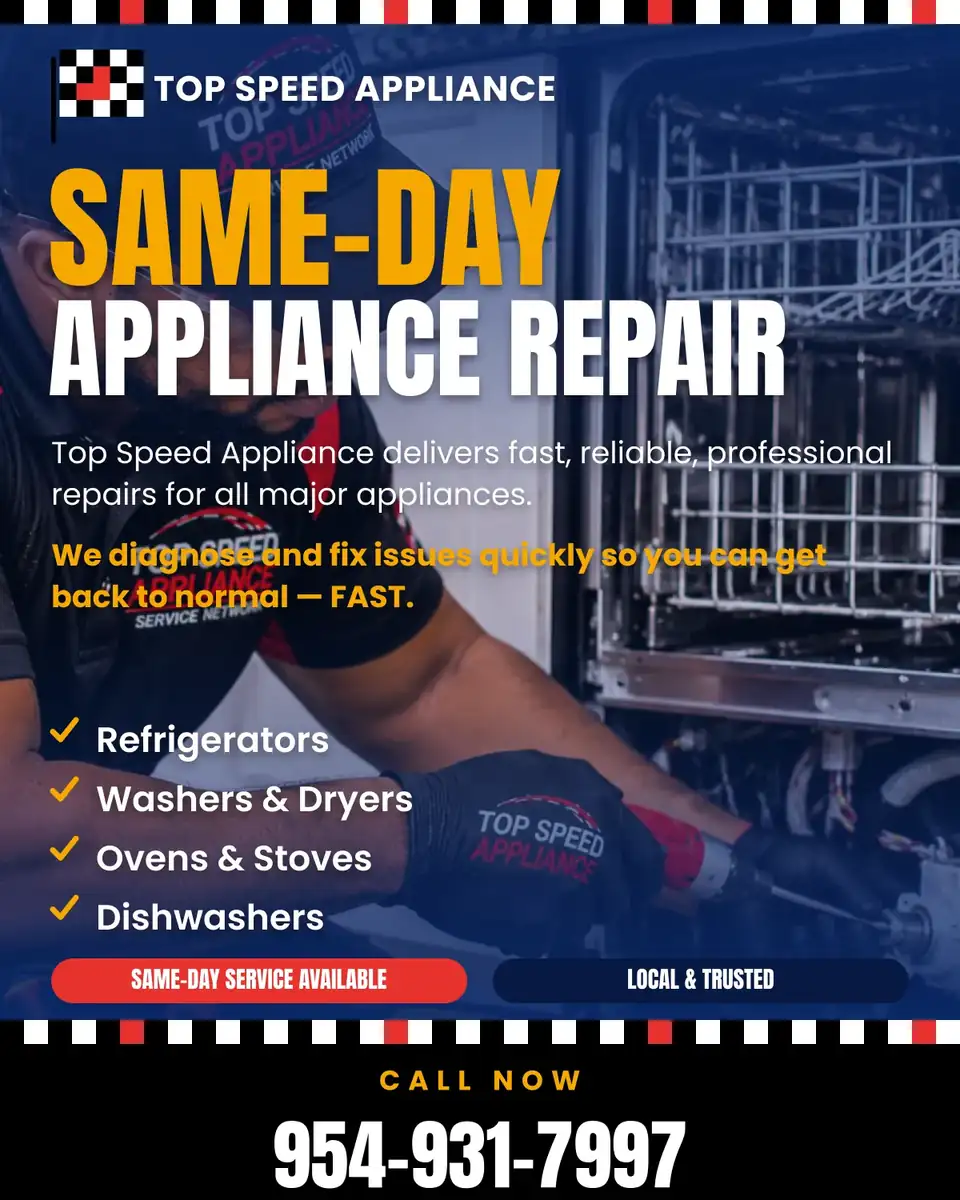 TOP SPEED APPLIANCE
TOP SPEED
APPLIANCE
SERVICE NETWORK
SAME-DAY
APPLIANCE REPAIR
Top Speed Appliance delivers fast, reliable, professional
repairs for all major appliances.
We diagnose and fix issues quickly so you can get
back to normal — FAST.
TOP SPEED
APPLIANCE
SERVICE NETWORK
Refrigerators
Washers & Dryers
Ovens & Stoves
Dishwashers
TOP SPEED
APPLIANCE
SAME-DAY SERVICE AVAILABLE
LOCAL & TRUSTED
CALL NOW
954-931-7997